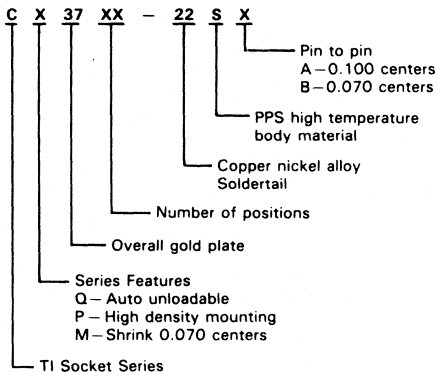 C X 37 XX – 22 S X
Pin to pin
A–0.100 centers
B–0.070 centers
PPS high temperature
body material
Copper nickel alloy
Soldertail
Number of positions
Overall gold plate
Series Features
Q– Auto unloadable
P– High density mounting
M–Shrink 0.070 centers
TI Socket Series